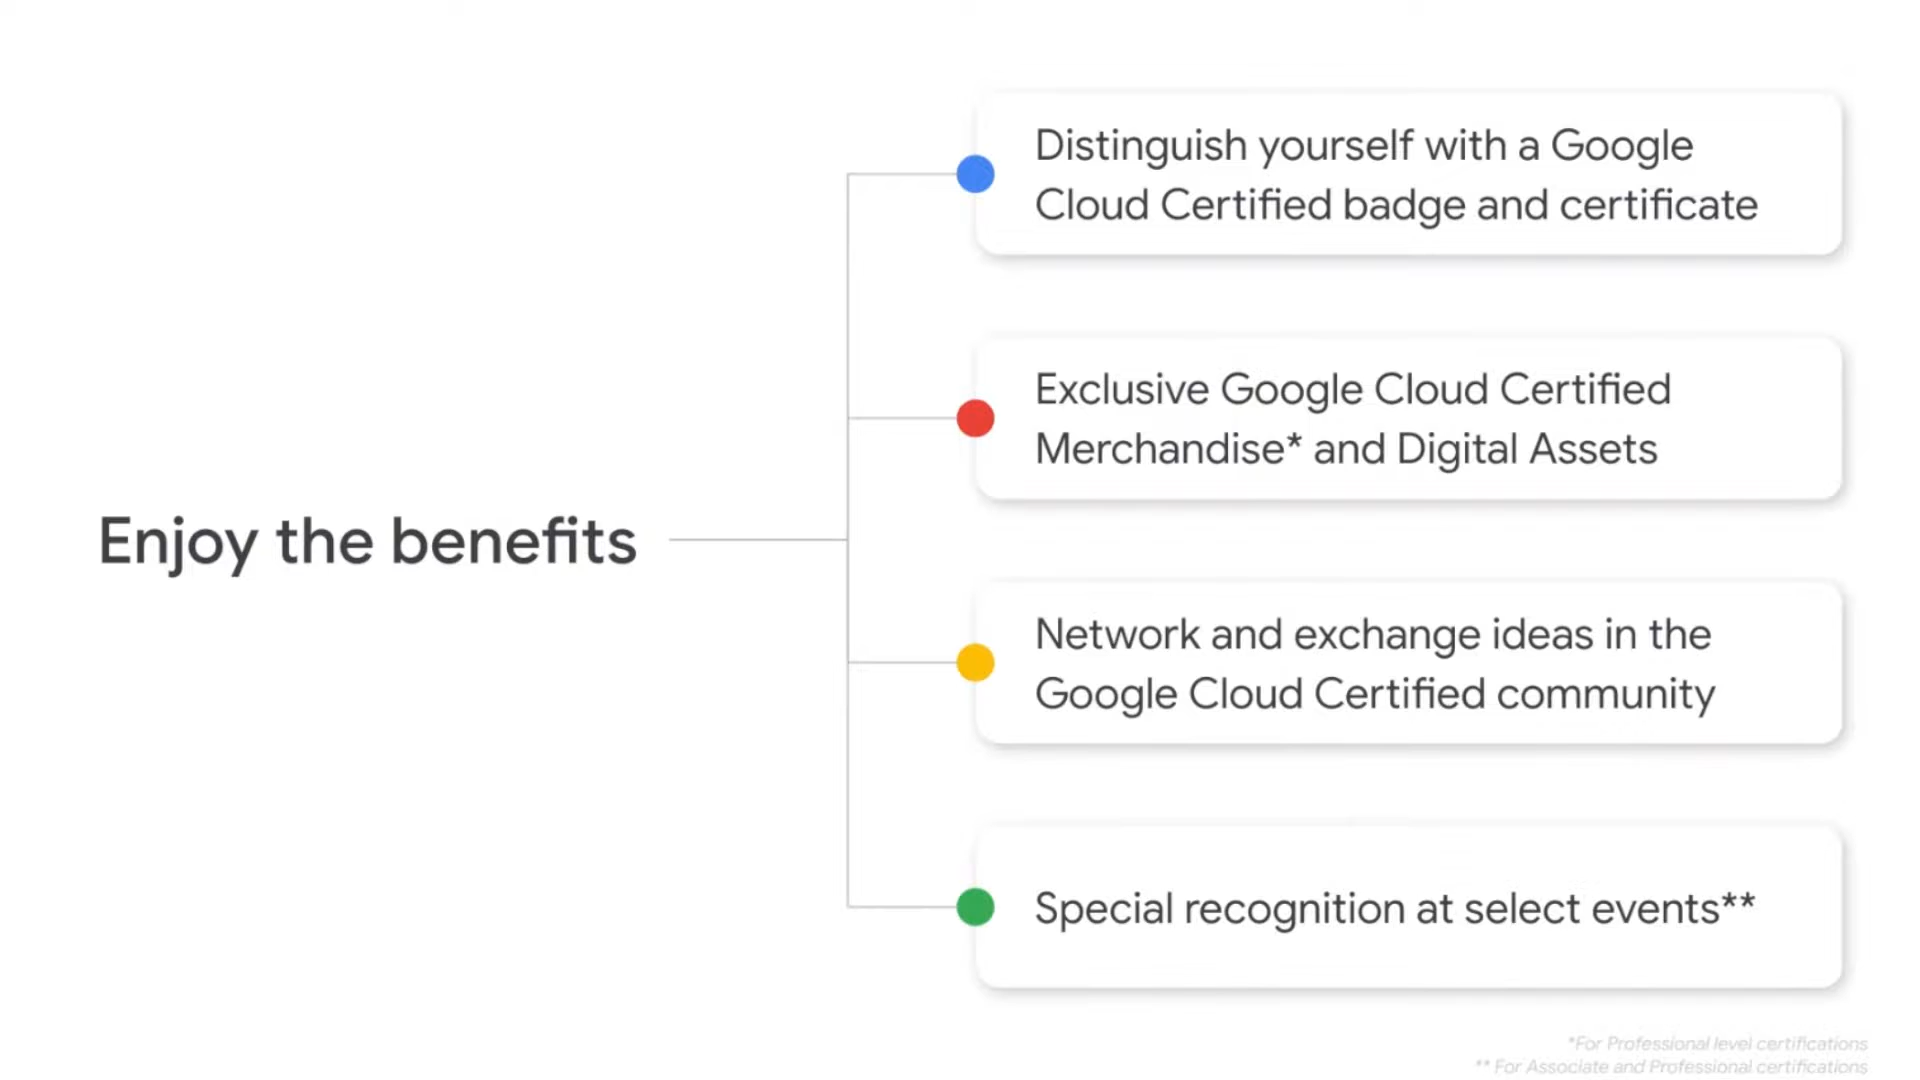 Enjoy the benefits
Distinguish yourself with a Google
Cloud Certified badge and certificate
Exclusive Google Cloud Certified
Merchandise* and Digital Assets
Network and exchange ideas in the
Google Cloud Certified community
Special recognition at select events**
*For Professional level certifications
** For Associate and Professional certifications